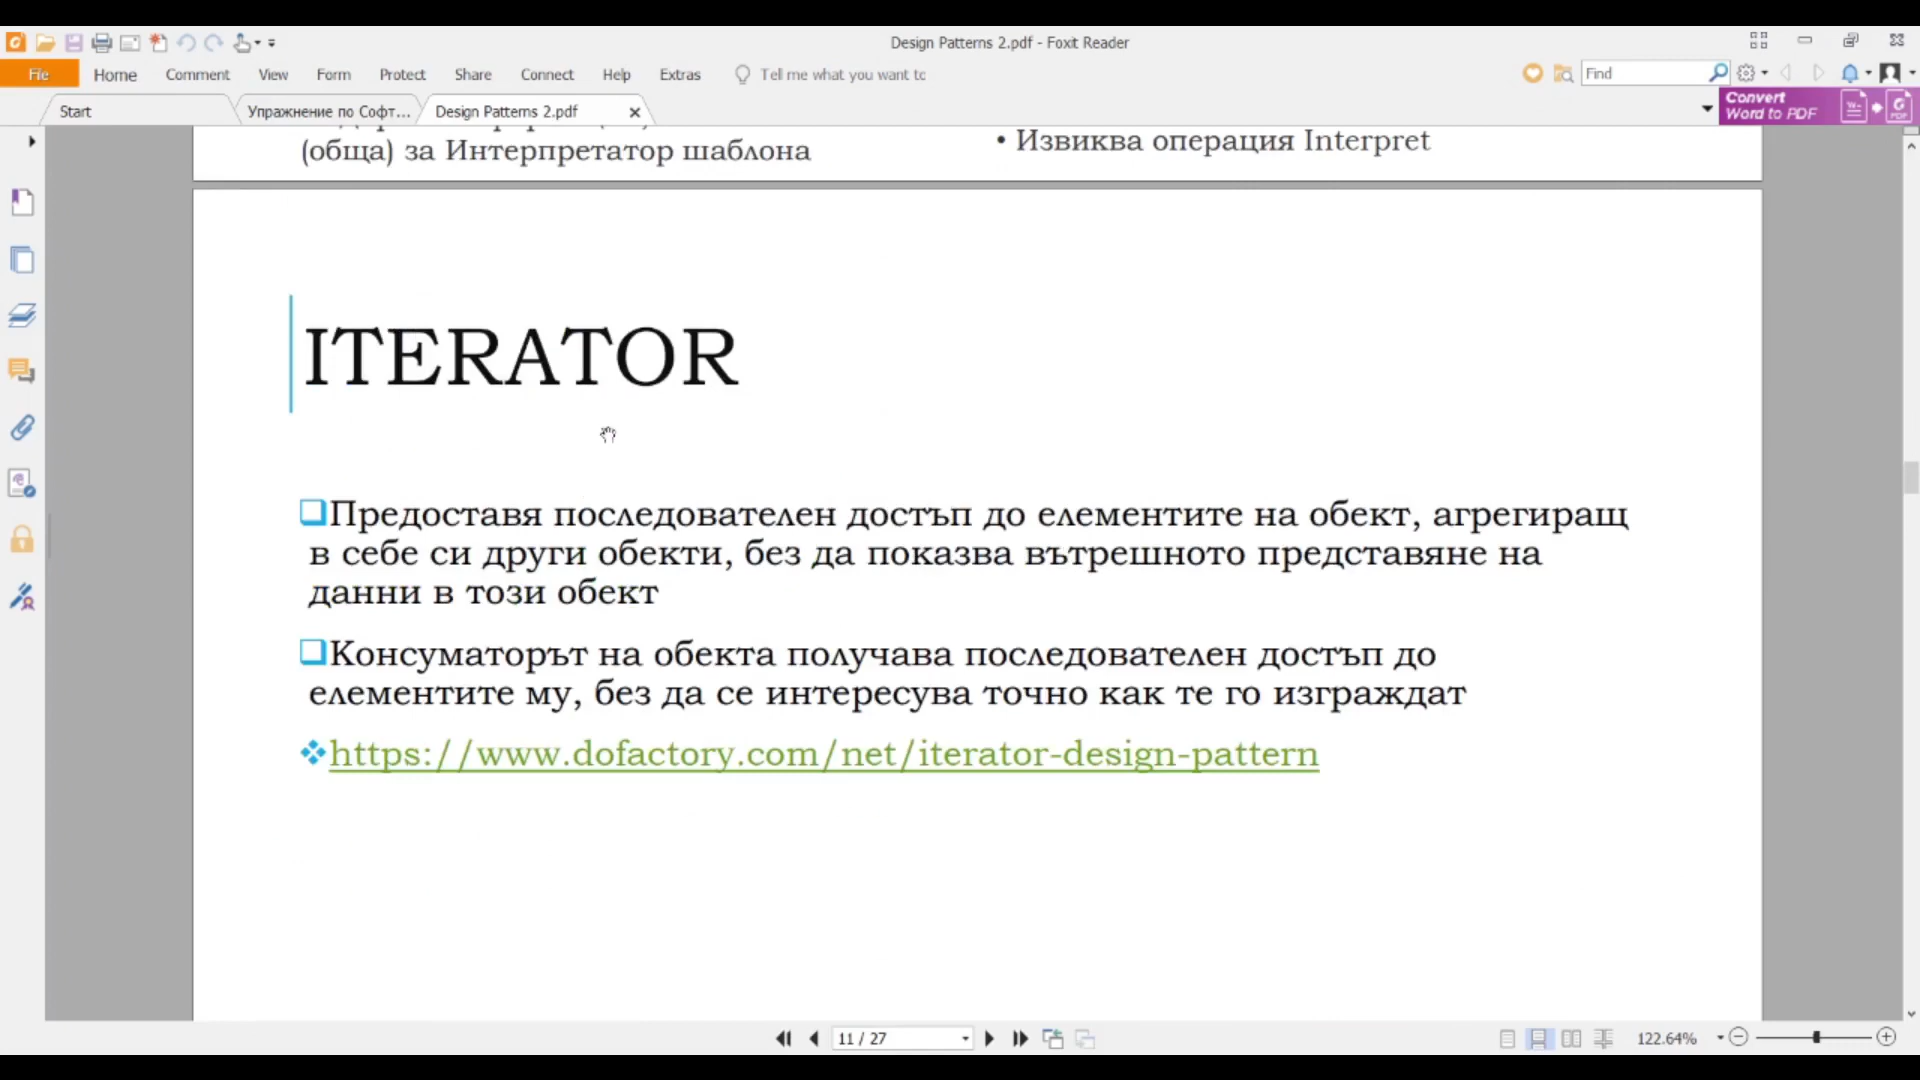 Design Patterns 2.pdf - Foxit Reader
File Home Comment View Form Protect Share Connect Help Extras Tell me what you want to Find
Start Упражнение по Софт... Design Patterns 2.pdf Convert
Word to PDF
(обща) за Интерпретатор шаблона
• Извиква операция Interpret
ITERATOR
Предоставя последователен достъп до елементите на обект, агрегиращ
в себе си други обекти, без да показва вътрешното представяне на
данни в този обект
Консуматорът на обекта получава последователен достъп до
елементите му, без да се интересува точно как те го изграждат
https://www.dofactory.com/net/iterator-design-pattern
11 / 27
122.64%